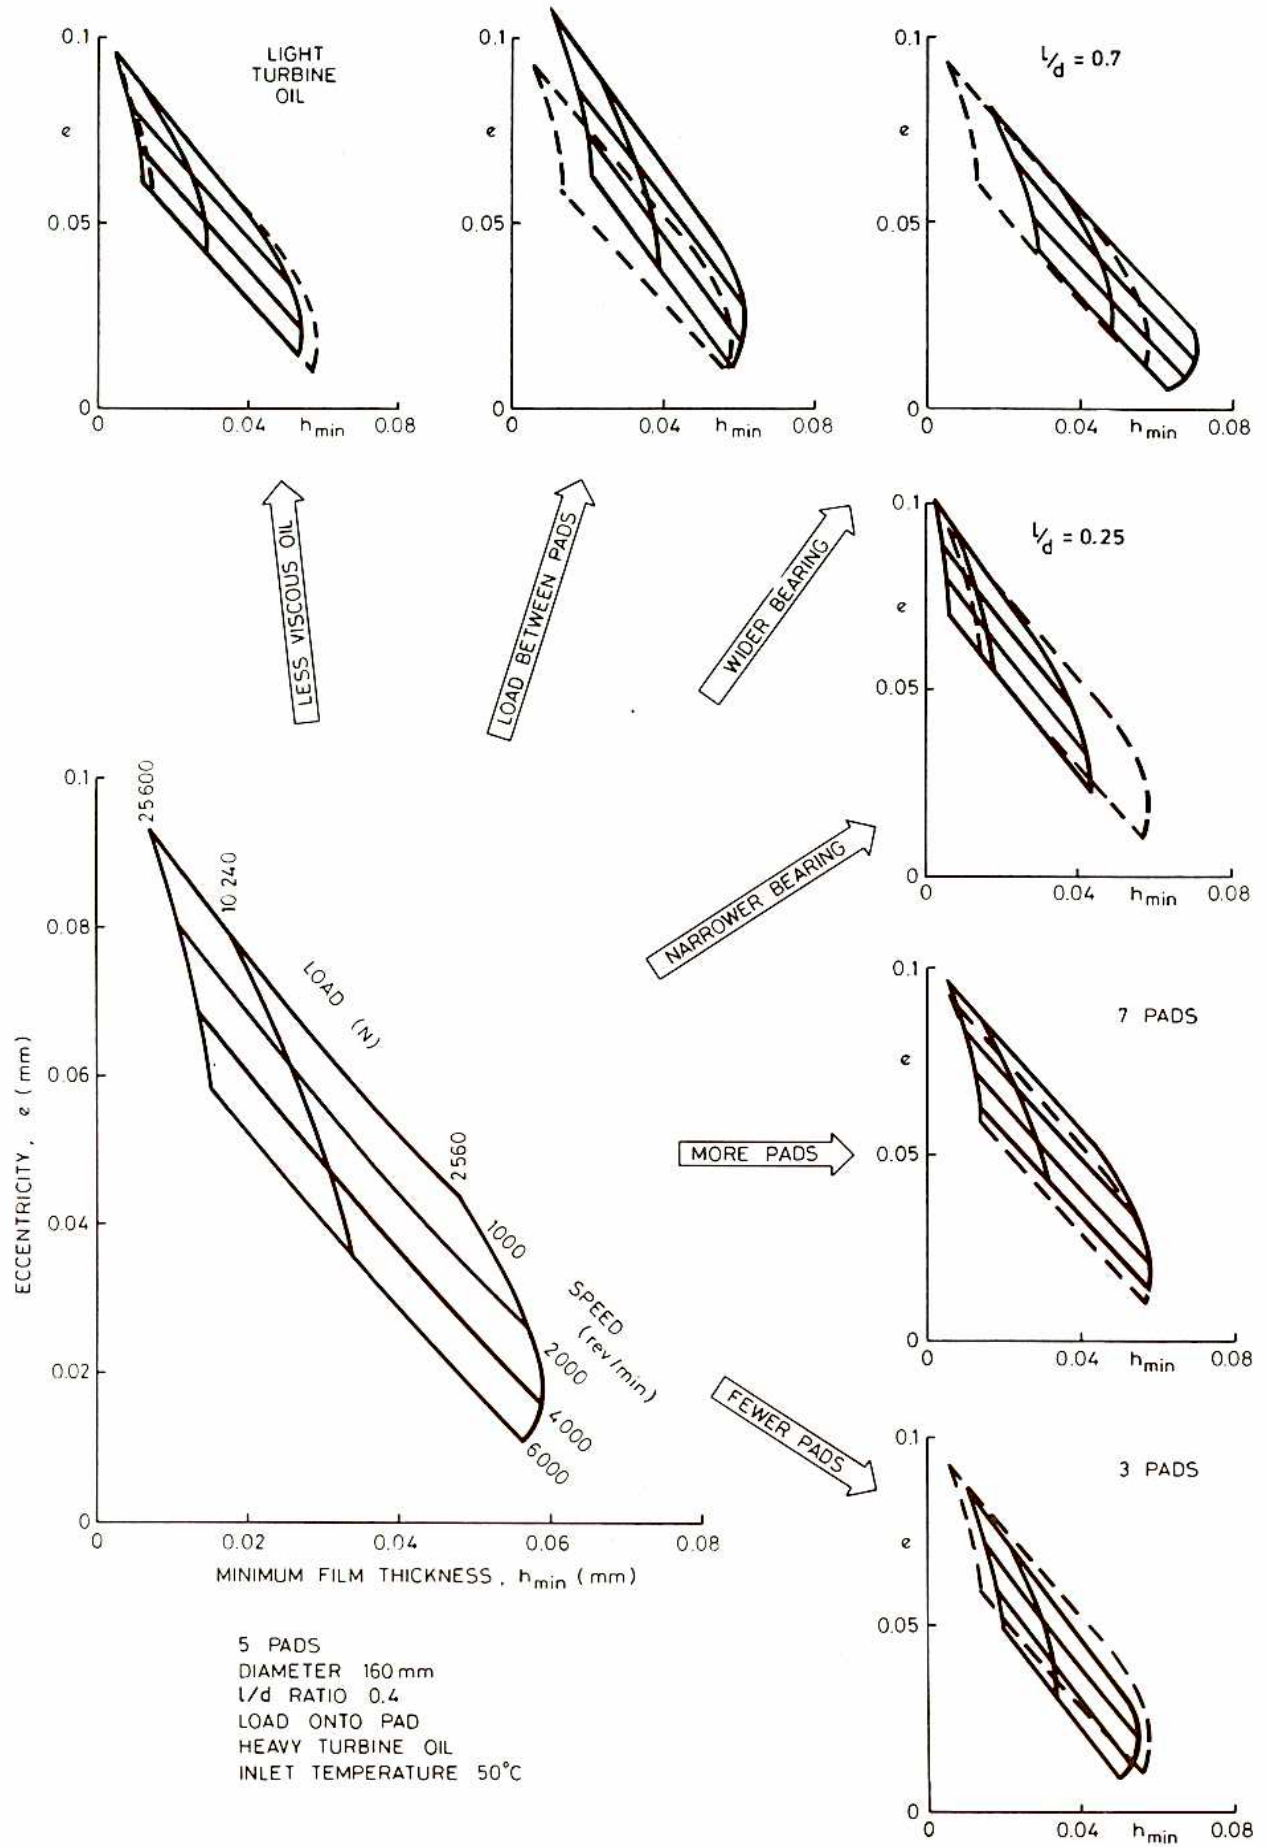 0.1
LIGHT
TURBINE
OIL
e
0.05
0
0
0.04
hmin
0.08
0.1
e
0.05
0
0
0.04
hmin
0.08
0.1
l/d = 0.7
e
0.05
0
0
0.04
hmin
0.08
LESS VISCOUS OIL
LOAD BETWEEN PADS
WIDER BEARING
0.1
l/d = 0.25
e
0.05
0
0
0.04
hmin
0.08
NARROWER BEARING
0.1
7 PADS
e
0.05
0
0
0.04
hmin
0.08
MORE PADS
FEWER PADS
0.1
3 PADS
e
0.05
0
0
0.04
hmin
0.08
0.1
0.08
0.06
0.04
0.02
0
ECCENTRICITY, e (mm)
25 600
10 240
LOAD (N)
2560
1000
SPEED
(rev/min)
2000
4000
6000
0
0.02
0.04
0.06
0.08
MINIMUM FILM THICKNESS, hmin (mm)
5 PADS
DIAMETER 160 mm
l/d RATIO 0.4
LOAD ONTO PAD
HEAVY TURBINE OIL
INLET TEMPERATURE 50°C